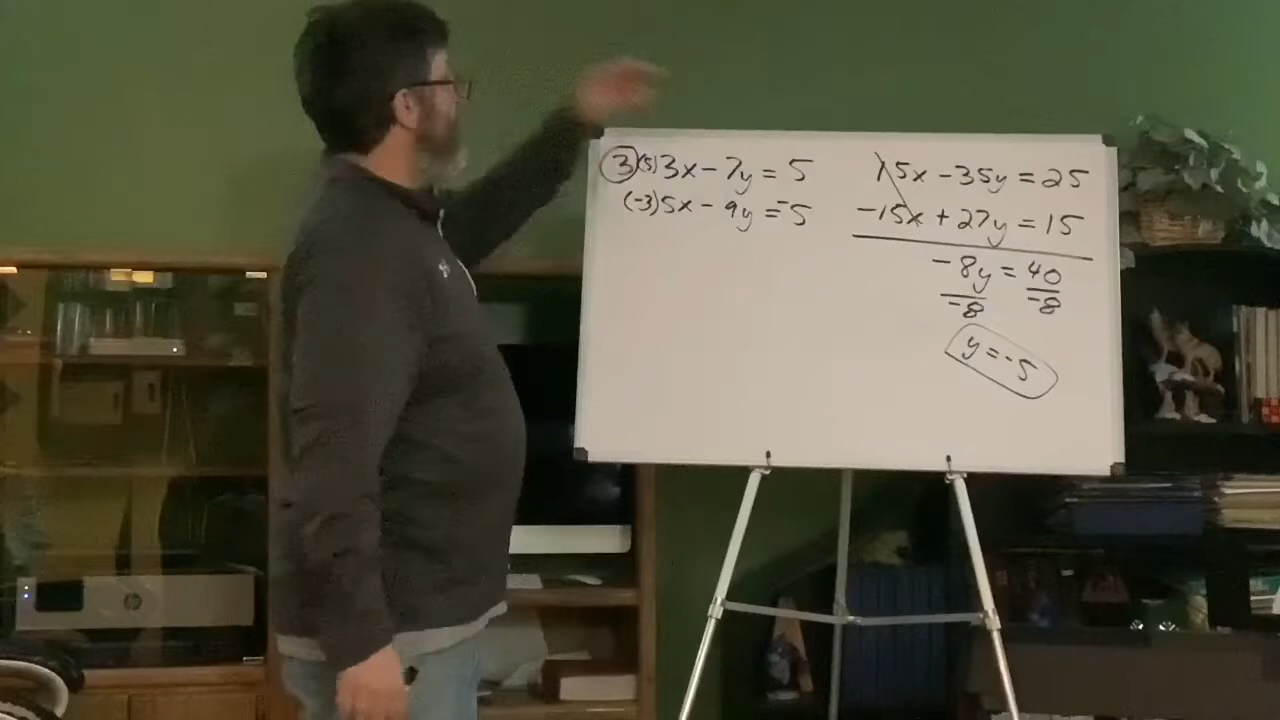 ③(5)3x-7y=5
(-3)5x-9y=-5
15x-35y=25
-15x+27y=15
-8y=40
-8 -8
y=-5
hp